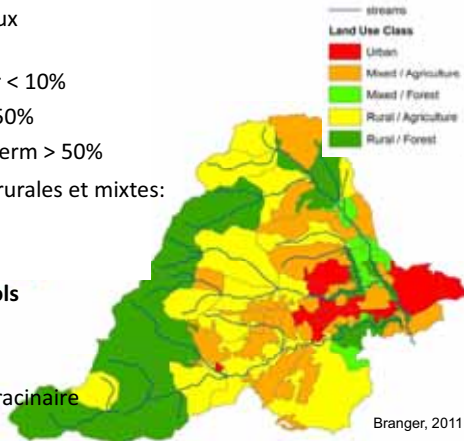 ux
< 10%
50%
erm > 50%
rurales et mixtes:
ols
racinaire
streams
Land Use Class
Urban
Mixed / Agriculture
Mixed / Forest
Rural / Agriculture
Rural / Forest
Branger, 2011